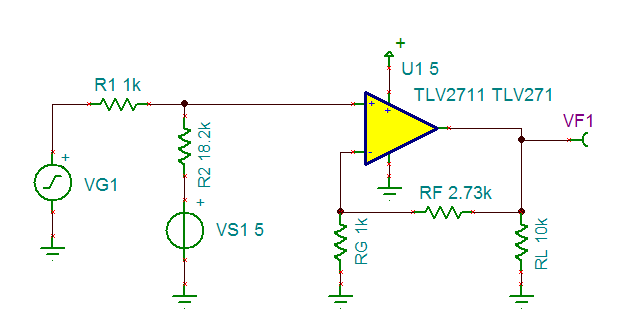 +
U1 5
R1 1k
TLV2711 TLV271
+
+
-
VF1
R2 18.2k
+
VG1
RF 2.73k
+
VS1 5
RG 1k
RL 10k